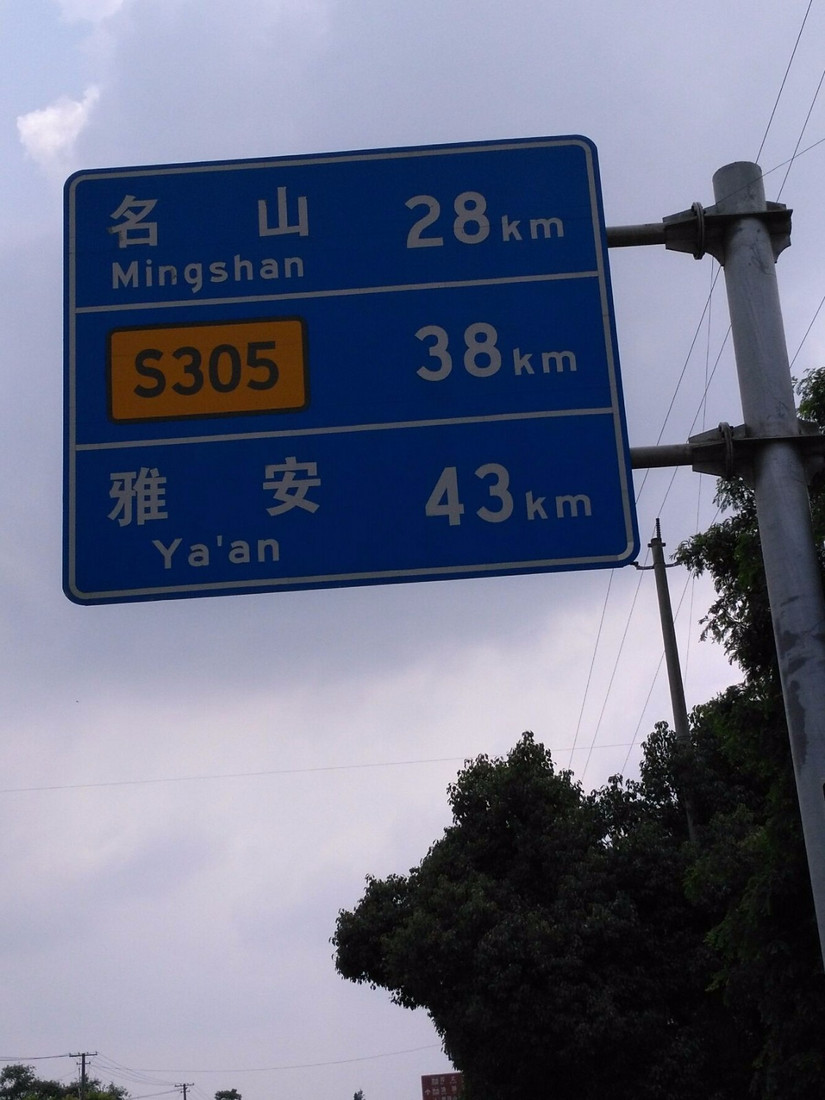 名 山 28km
Mingshan
S305 38km
雅 安 43km
Ya'an